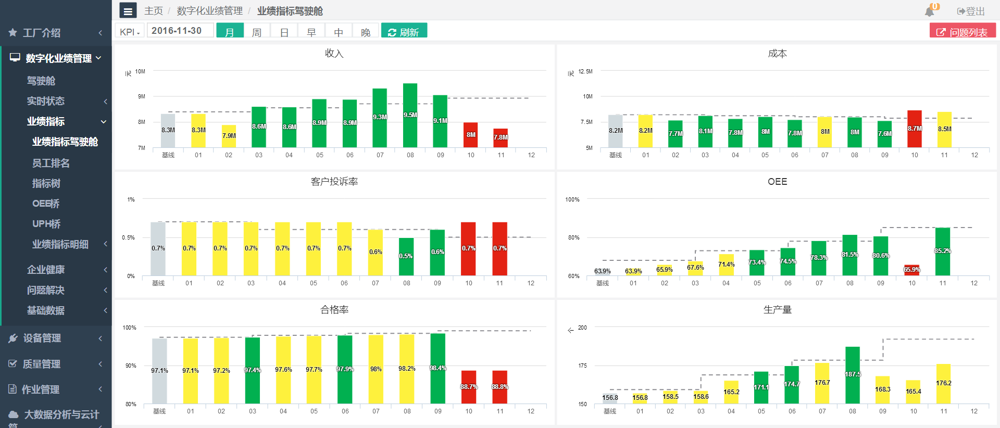 主页 / 数字化业绩管理 / 业绩指标驾驶舱
0
登出
KPI
2016-11-30
月
周
日
早
中
晚
刷新
问题列表
工厂介绍
数字化业绩管理
驾驶舱
实时状态
业绩指标
业绩指标驾驶舱
员工排名
指标树
OEE桥
UPH桥
业绩指标明细
企业健康
问题解决
基础数据
设备管理
质量管理
作业管理
大数据分析与云计
收入
元
10M
9M
8M
7M
8.3M 8.3M 7.9M 8.6M 8.6M 8.9M 8.9M 9.3M 9.5M 9.1M 8M 7.8M
基线 01 02 03 04 05 06 07 08 09 10 11 12
成本
元
12.5M
10M
7.5M
5M
8.2M 8.2M 7.7M 8.1M 7.8M 8M 7.8M 8M 8M 7.6M 8.7M 8.5M
基线 01 02 03 04 05 06 07 08 09 10 11 12
客户投诉率
1%
0.5%
0%
0.7% 0.7% 0.7% 0.7% 0.7% 0.7% 0.7% 0.6% 0.5% 0.6% 0.7% 0.7%
基线 01 02 03 04 05 06 07 08 09 10 11 12
OEE
100%
80%
60%
63.9% 63.9% 65.9% 67.6% 71.4% 73.4% 74.5% 78.3% 81.5% 80.6% 65.9% 85.2%
基线 01 02 03 04 05 06 07 08 09 10 11 12
合格率
100%
90%
80%
97.1% 97.1% 97.2% 97.4% 97.6% 97.7% 97.9% 98% 98.2% 98.4% 88.7% 88.8%
基线 01 02 03 04 05 06 07 08 09 10 11 12
生产量
个
200
175
150
156.8 156.8 158.5 158.6 165.2 171.1 174.7 176.7 187.5 168.3 165.4 176.2
基线 01 02 03 04 05 06 07 08 09 10 11 12